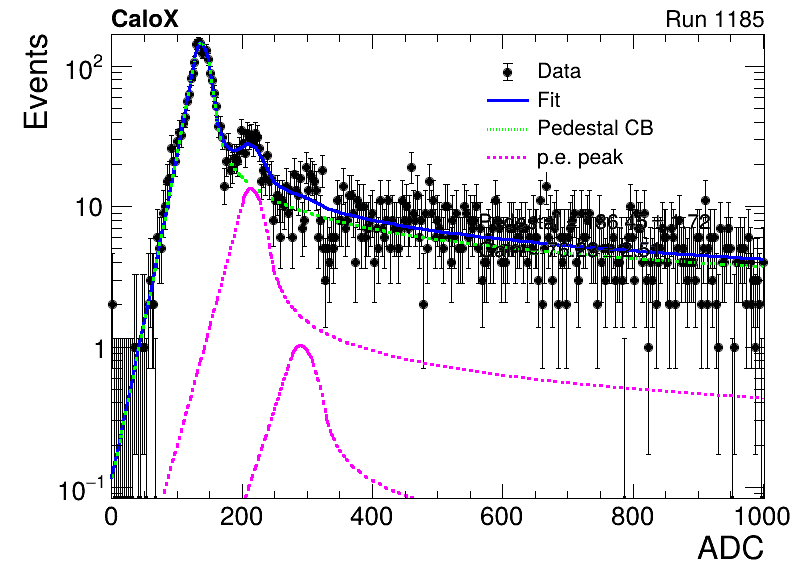 CaloX Run 1185
Events
Data
Fit
Pedestal CB
p.e. peak
10²
10
1
10⁻¹
0 200 400 600 800 1000
ADC